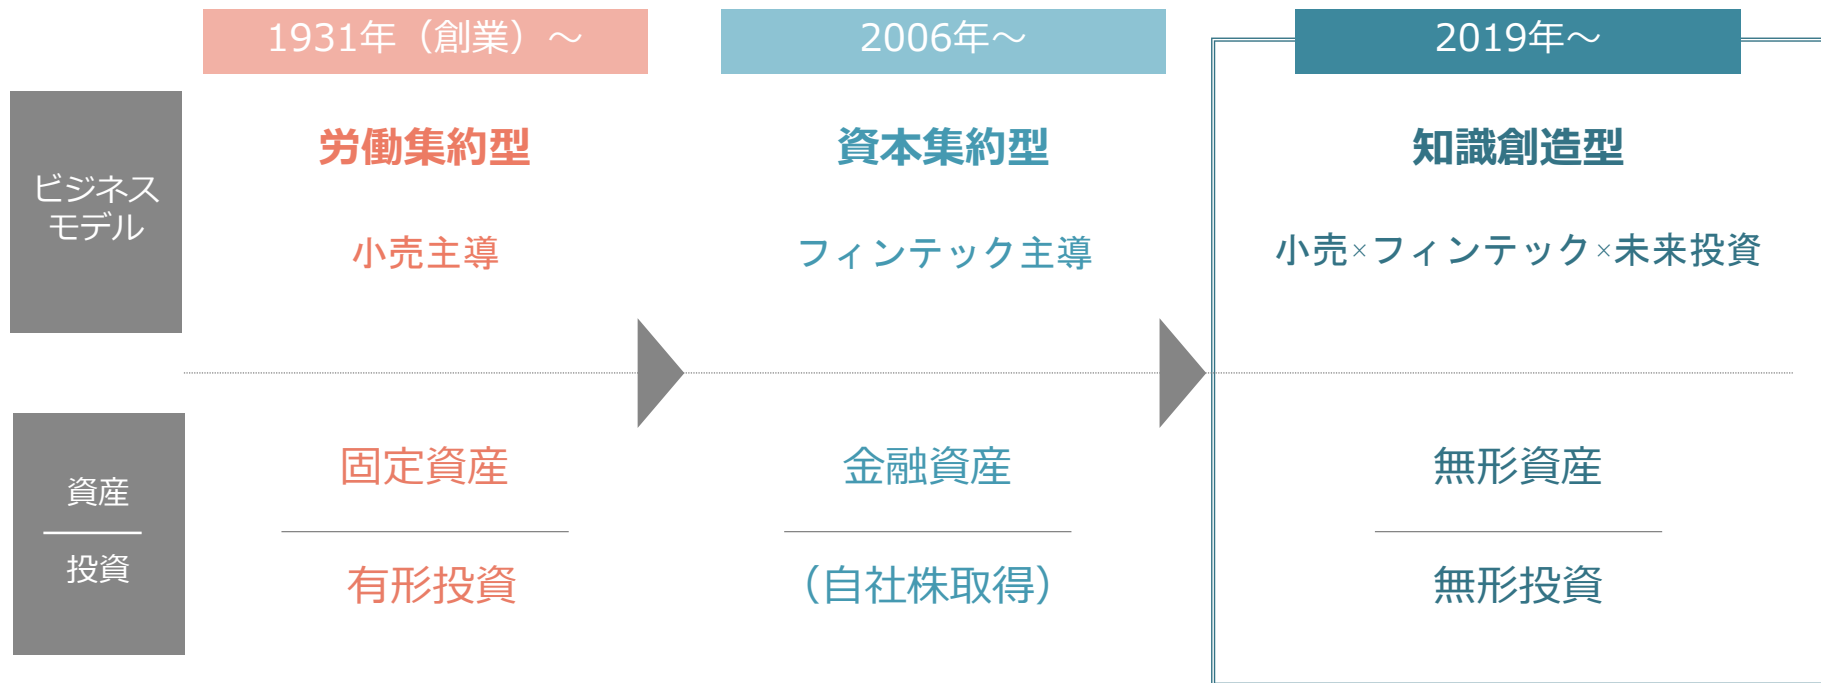 1931年（創業）～
2006年～
2019年～
ビジネス
モデル
労働集約型
資本集約型
知識創造型
小売主導
フィンテック主導
小売×フィンテック×未来投資
資産
投資
固定資産
金融資産
無形資産
有形投資
（自社株取得）
無形投資